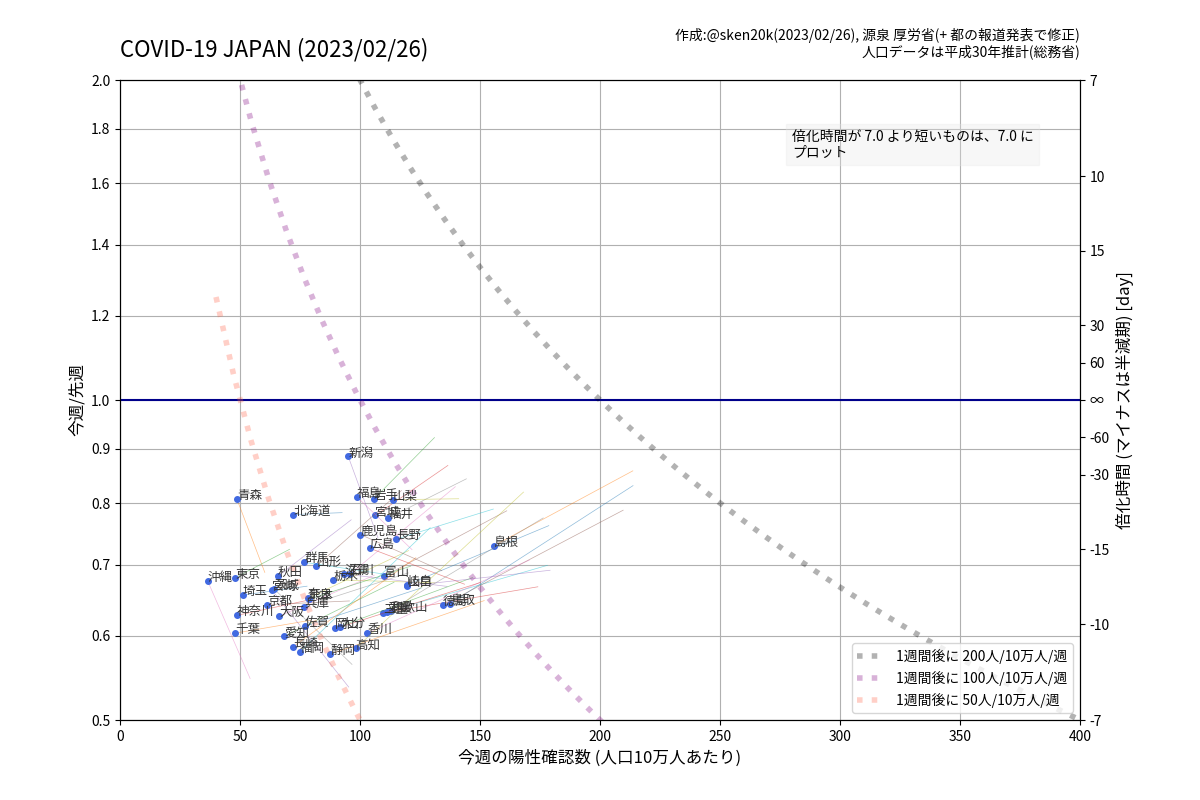 COVID-19 JAPAN (2023/02/26)
作成:@sken20k(2023/02/26), 源泉 厚労省(+ 都の報道発表で修正)
人口データは平成30年推計(総務省)
倍化時間が 7.0 より短いものは、7.0 に
プロット
今週/先週
2.0
1.8
1.6
1.4
1.2
1.0
0.9
0.8
0.7
0.6
0.5
7
10
15
30
60
∞
-60
-30
-15
-10
-7
倍化時間 (マイナスは半減期) [day]
新潟
青森
福島
岩手
山梨
北海道
宮城
福井
鹿児島
長野
広島
島根
群馬
山形
富山
沖縄
東京
秋田
栃木
埼玉
京都
兵庫
神奈川
大阪
佐賀
大分
香川
千葉
愛知
長崎
福岡
静岡
高知
鳥取
1週間後に 200人/10万人/週
1週間後に 100人/10万人/週
1週間後に 50人/10万人/週
0 50 100 150 200 250 300 350 400
今週の陽性確認数 (人口10万人あたり)